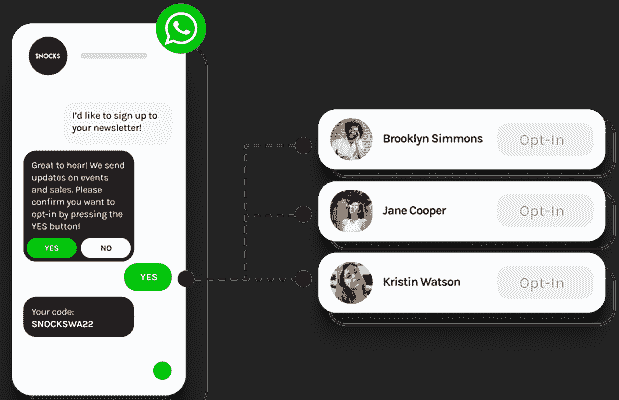 SNOCKS
I'd like to sign up to
your newsletter!
Great to hear! We send
updates on events
and sales. Please
confirm you want to
opt-in by pressing the
YES button!
YES
NO
YES
Your code:
SNOCKSWA22
Brooklyn Simmons
Opt-In
Jane Cooper
Opt-In
Kristin Watson
Opt-In